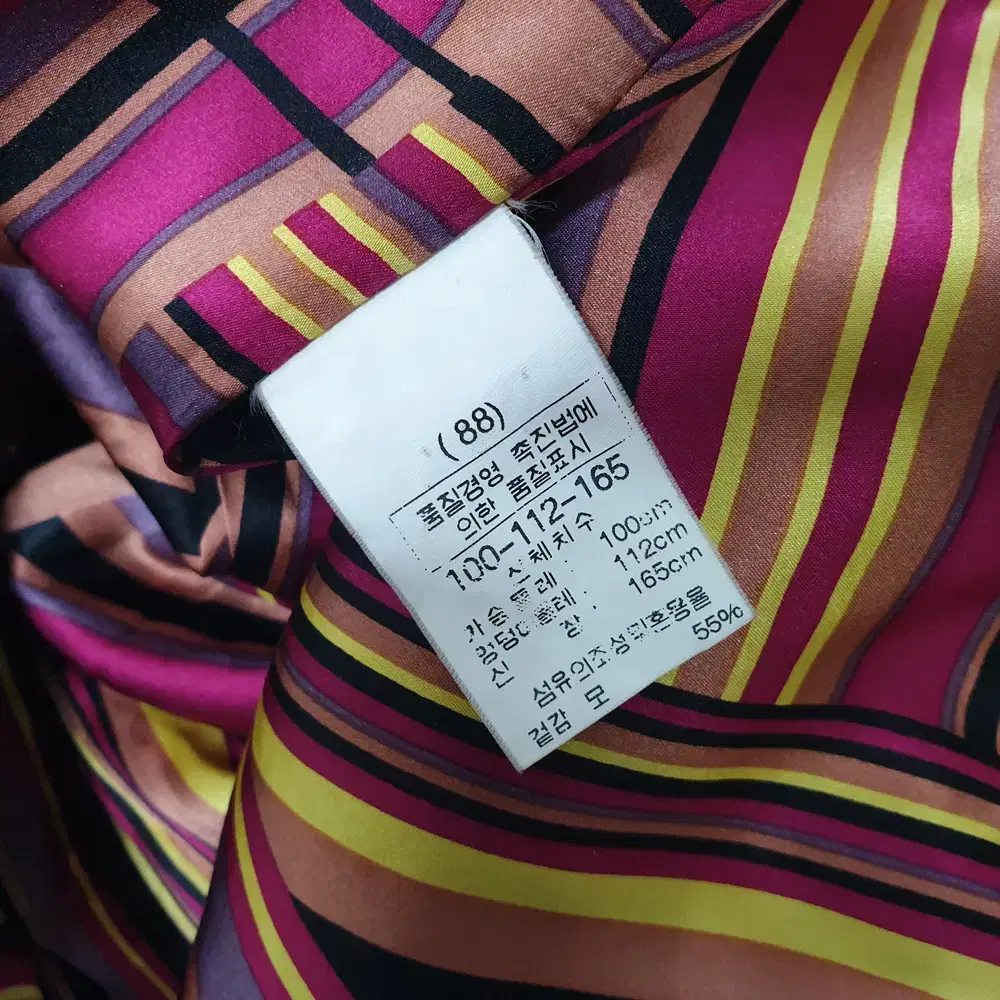 ( 88)
품질경영 촉진법에
의한 품질표시
100-112-165
신체치수
가슴둘레 : 100cm
엉덩이둘레 : 112cm
신 장 165cm
섬유의조성및혼용율
겉감 모 55%